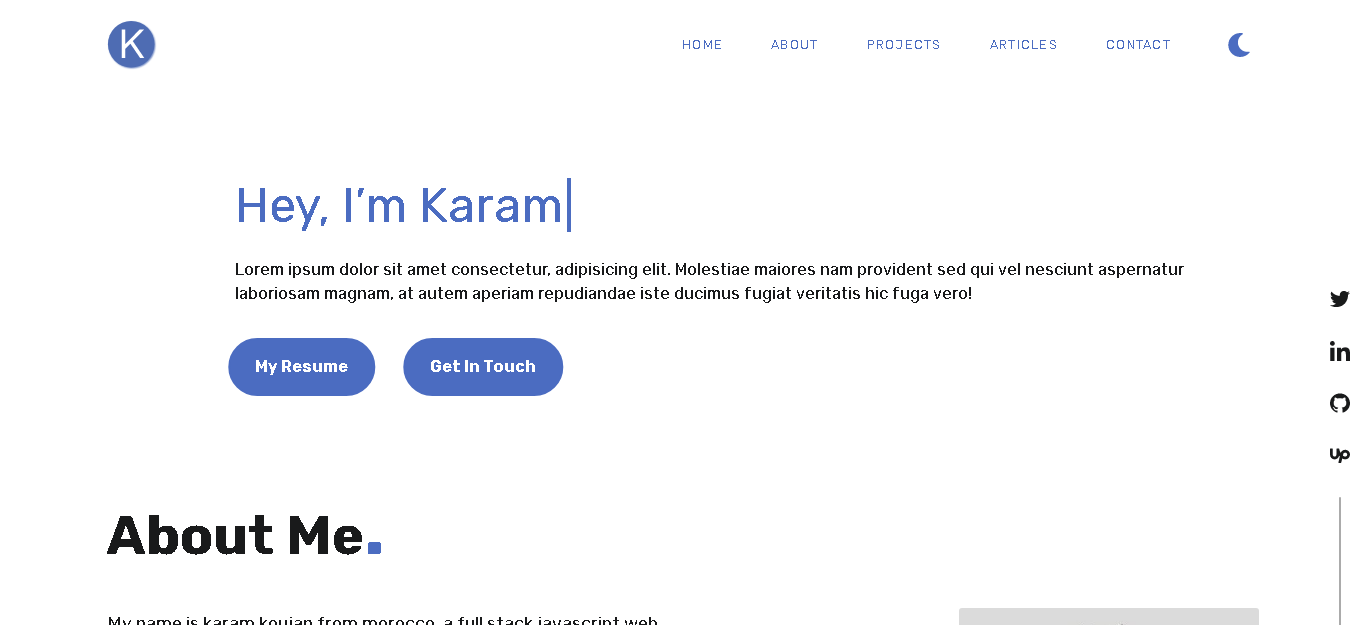 K
HOME ABOUT PROJECTS ARTICLES CONTACT
Hey, I’m Karam
Lorem ipsum dolor sit amet consectetur, adipisicing elit. Molestiae maiores nam provident sed qui vel nesciunt aspernatur
laboriosam magnam, at autem aperiam repudiandae iste ducimus fugiat veritatis hic fuga vero!
My Resume Get In Touch
in
up
About Me.
My name is karam koujan from morocco, a full stack javascript web